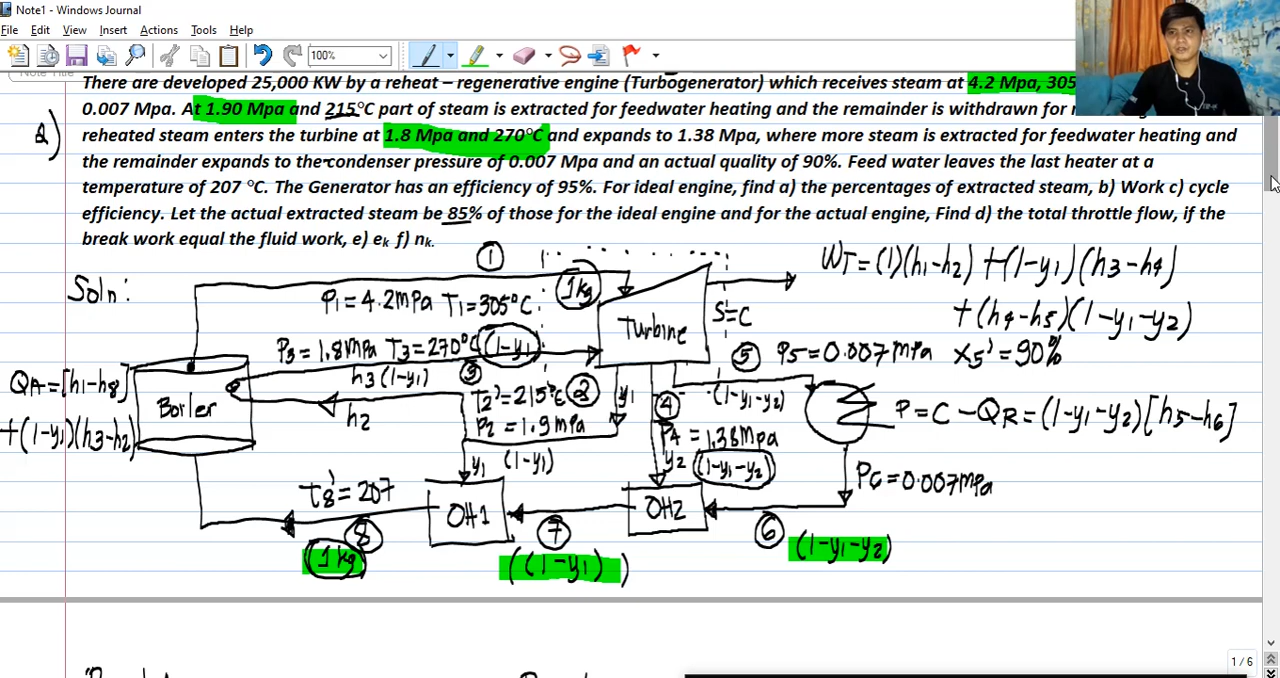 Note1 - Windows Journal
File Edit View Insert Actions Tools Help
100%
Note Title
There are developed 25,000 KW by a reheat – regenerative engine (Turbogenerator) which receives steam at 4.2 Mpa, 305
0.007 Mpa. At 1.90 Mpa and 215°C part of steam is extracted for feedwater heating and the remainder is withdrawn for
reheated steam enters the turbine at 1.8 Mpa and 270°C and expands to 1.38 Mpa, where more steam is extracted for feedwater heating and
the remainder expands to the condenser pressure of 0.007 Mpa and an actual quality of 90%. Feed water leaves the last heater at a
temperature of 207 °C. The Generator has an efficiency of 95%. For ideal engine, find a) the percentages of extracted steam, b) Work c) cycle
efficiency. Let the actual extracted steam be 85% of those for the ideal engine and for the actual engine, Find d) the total throttle flow, if the
break work equal the fluid work, e) ek f) nk.
Soln:
1
1kg
WT=(1)(h1-h2)+(1-y1)(h3-h4)
+(h4-h5)(1-y1-y2)
P1=4.2mPa T1=305°C
Turbine
S=C
P3=1.8mPa T3=270°C (1-y1)
5 P5=0.007mPa X5'=90%
QA=[h1-h8]
+(1-y1)(h3-h2)
Boiler
h3(1-y1)
3
h2
T2'=215°C 2
P2=1.9mPa
y1
4
(1-y1-y2)
P=C -QR=(1-y1-y2)[h5-h6]
P4=1.38mPa
y1 (1-y1)
y2 (1-y1-y2)
P6=0.007mPa
T8'=207
OH1
OH2
8
7
6
(1kg)
((1-y1))
(1-y1-y2)
1 / 6